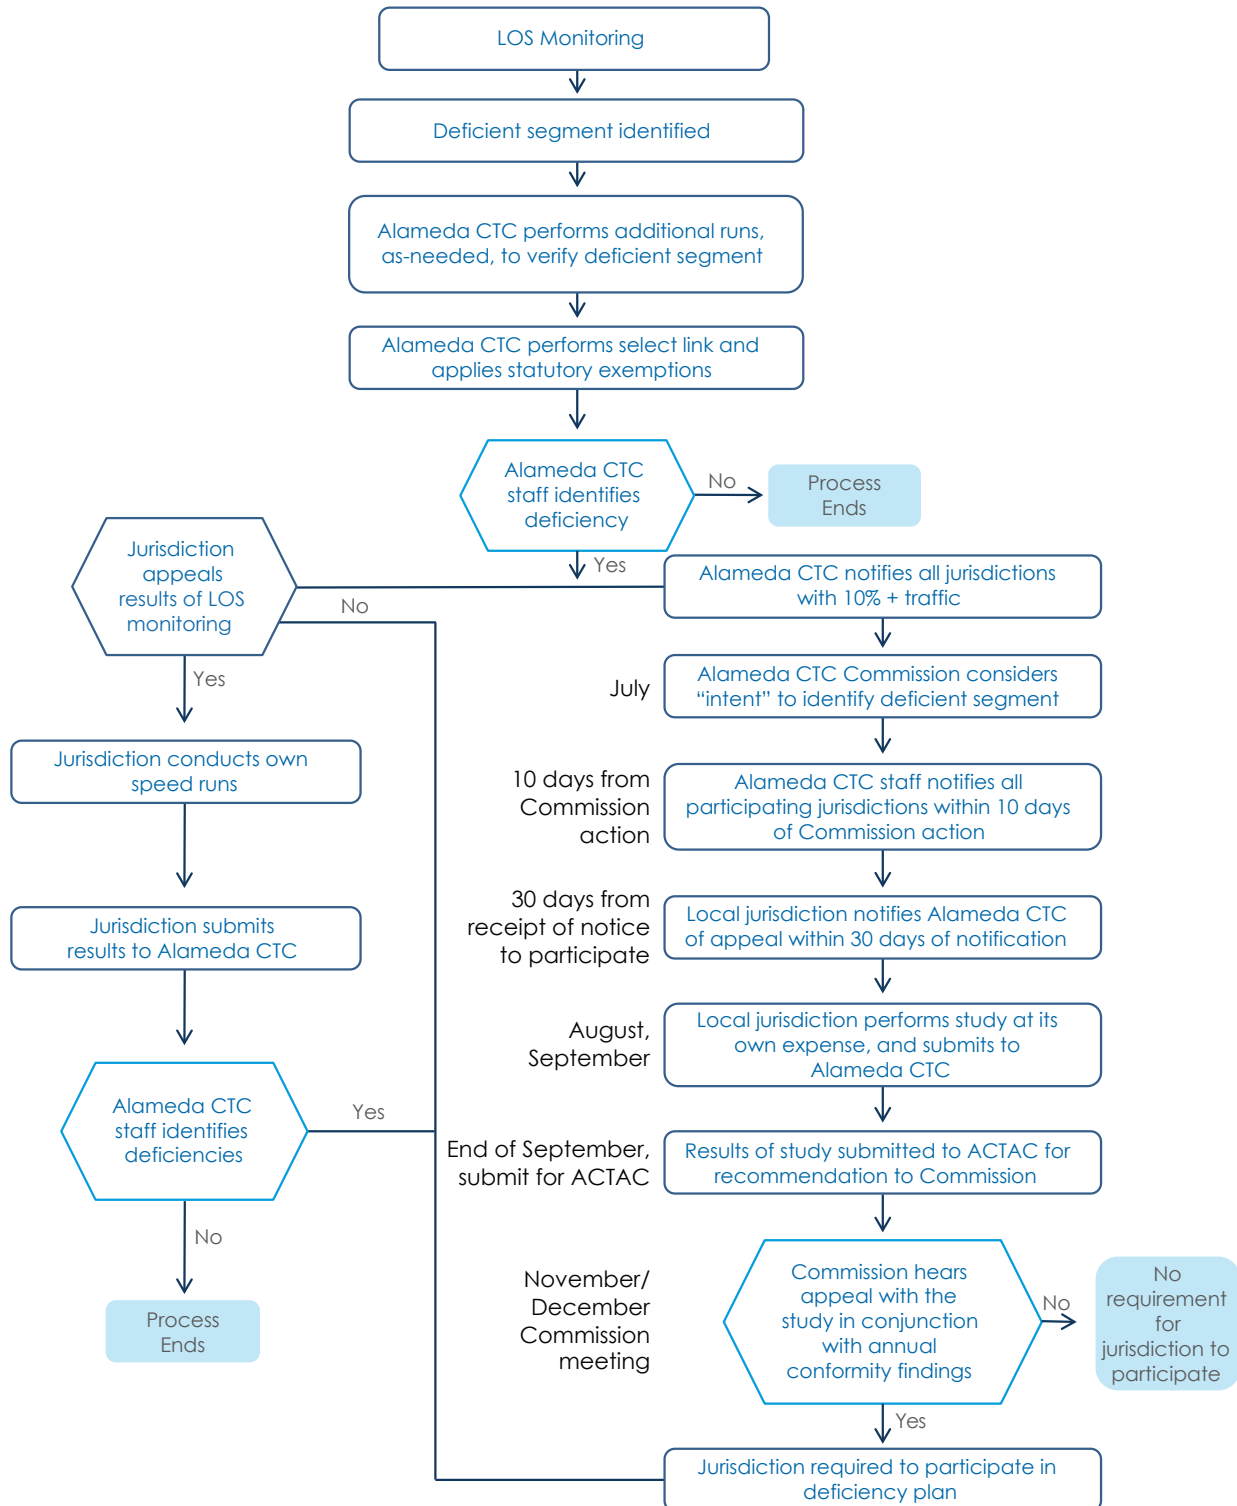 LOS Monitoring
Deficient segment identified
Alameda CTC performs additional runs,
as-needed, to verify deficient segment
Alameda CTC performs select link and
applies statutory exemptions
Alameda CTC
staff identifies
deficiency
No
Process
Ends
Yes
Jurisdiction
appeals
results of LOS
monitoring
No
Yes
Jurisdiction conducts own
speed runs
Jurisdiction submits
results to Alameda CTC
Alameda CTC
staff identifies
deficiencies
Yes
No
Process
Ends
Alameda CTC notifies all jurisdictions
with 10% + traffic
July
Alameda CTC Commission considers
“intent” to identify deficient segment
10 days from
Commission
action
Alameda CTC staff notifies all
participating jurisdictions within 10 days
of Commission action
30 days from
receipt of notice
to participate
Local jurisdiction notifies Alameda CTC
of appeal within 30 days of notification
August,
September
Local jurisdiction performs study at its
own expense, and submits to
Alameda CTC
End of September,
submit for ACTAC
Results of study submitted to ACTAC for
recommendation to Commission
November/
December
Commission
meeting
Commission hears
appeal with the
study in conjunction
with annual
conformity findings
No
No
requirement
for
jurisdiction to
participate
Yes
Jurisdiction required to participate in
deficiency plan